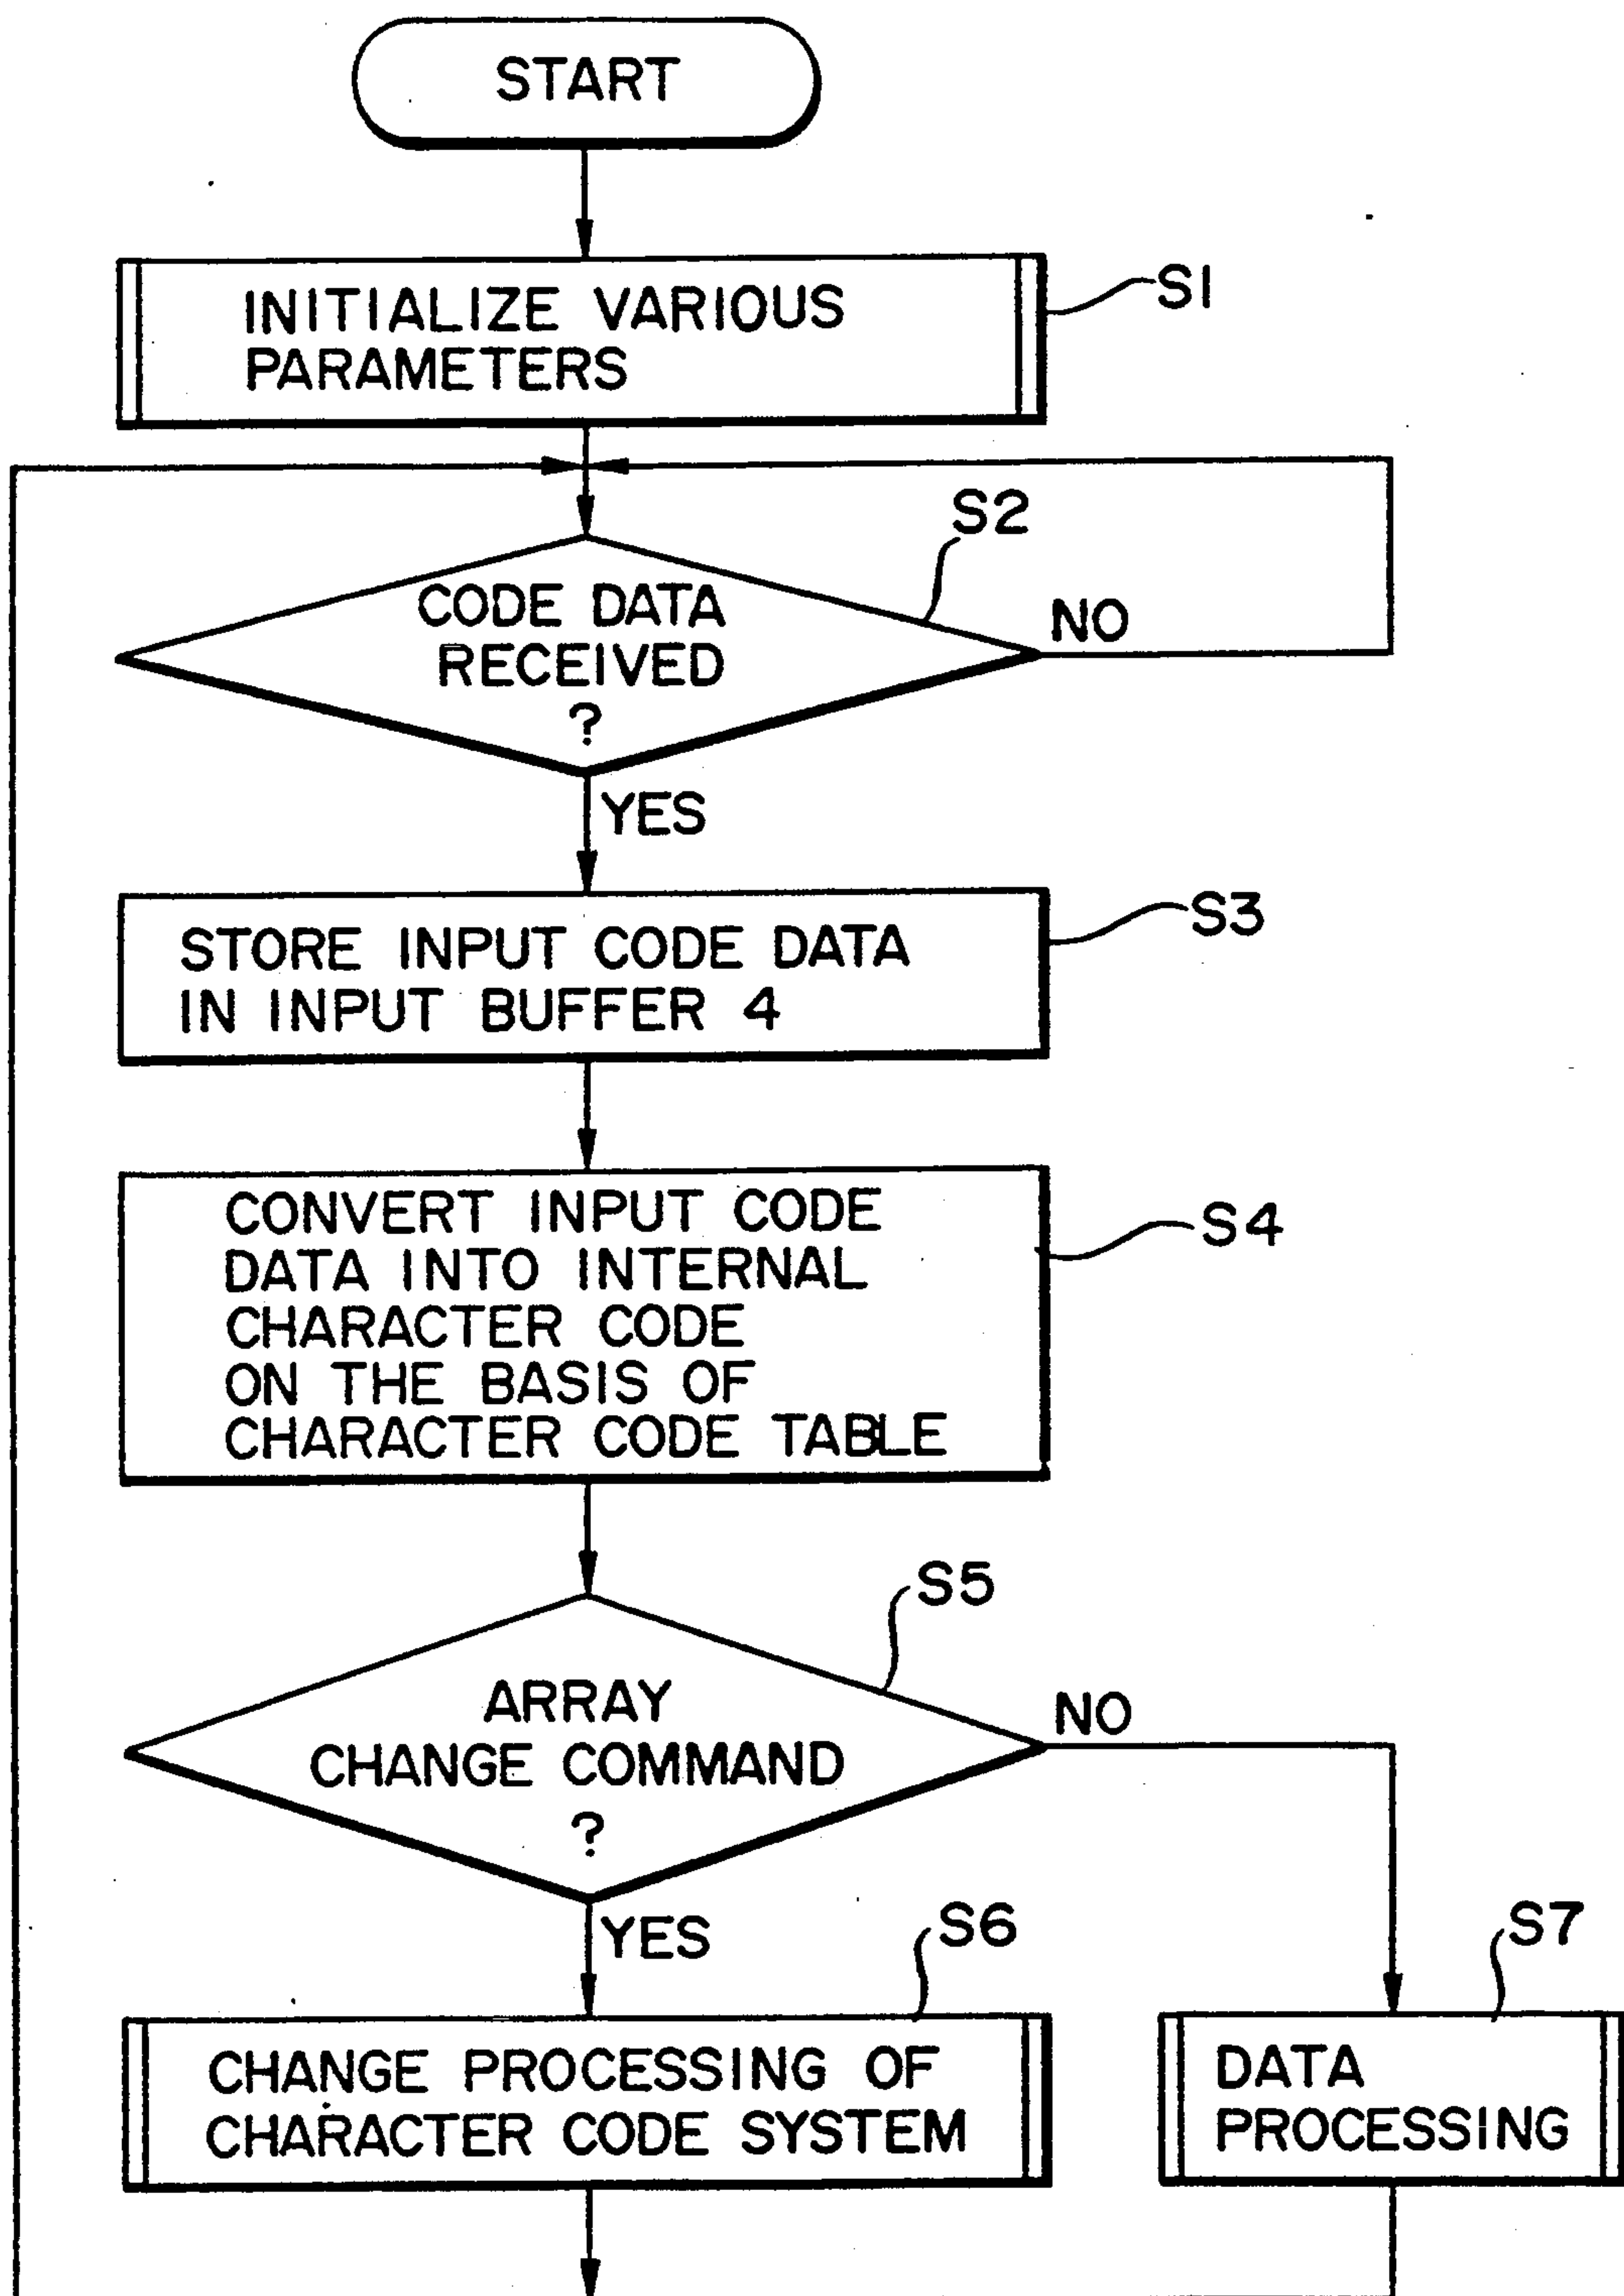 START
INITIALIZE VARIOUS
PARAMETERS
S1
S2
CODE DATA
RECEIVED
?
NO
YES
STORE INPUT CODE DATA
IN INPUT BUFFER 4
S3
CONVERT INPUT CODE
DATA INTO INTERNAL
CHARACTER CODE
ON THE BASIS OF
CHARACTER CODE TABLE
S4
S5
ARRAY
CHANGE COMMAND
?
NO
YES
S6
CHANGE PROCESSING OF
CHARACTER CODE SYSTEM
S7
DATA
PROCESSING